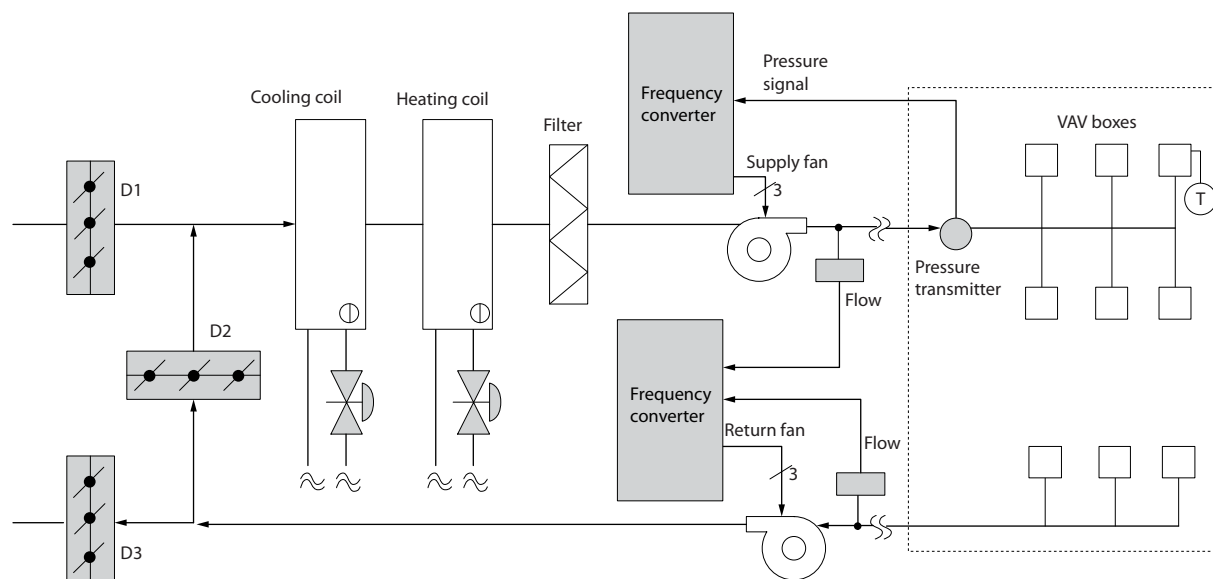 Pressure
signal
Cooling coil
Heating coil
Frequency
converter
Filter
VAV boxes
Supply fan
D1
3
T
Pressure
transmitter
Flow
D2
Frequency
converter
Return fan
Flow
3
D3